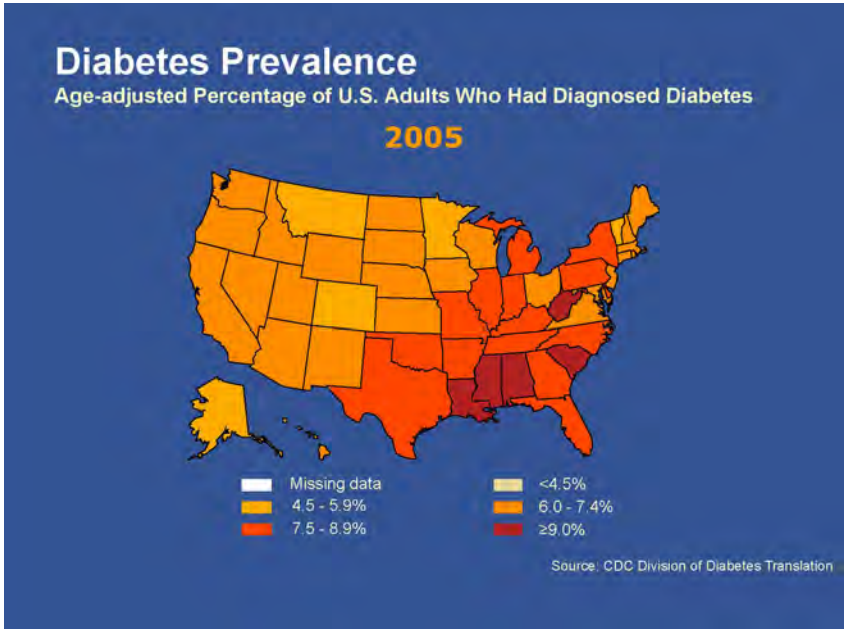 Diabetes Prevalence
Age-adjusted Percentage of U.S. Adults Who Had Diagnosed Diabetes
2005
Missing data
<4.5%
4.5 - 5.9%
6.0 - 7.4%
7.5 - 8.9%
≥9.0%
Source: CDC Division of Diabetes Translation